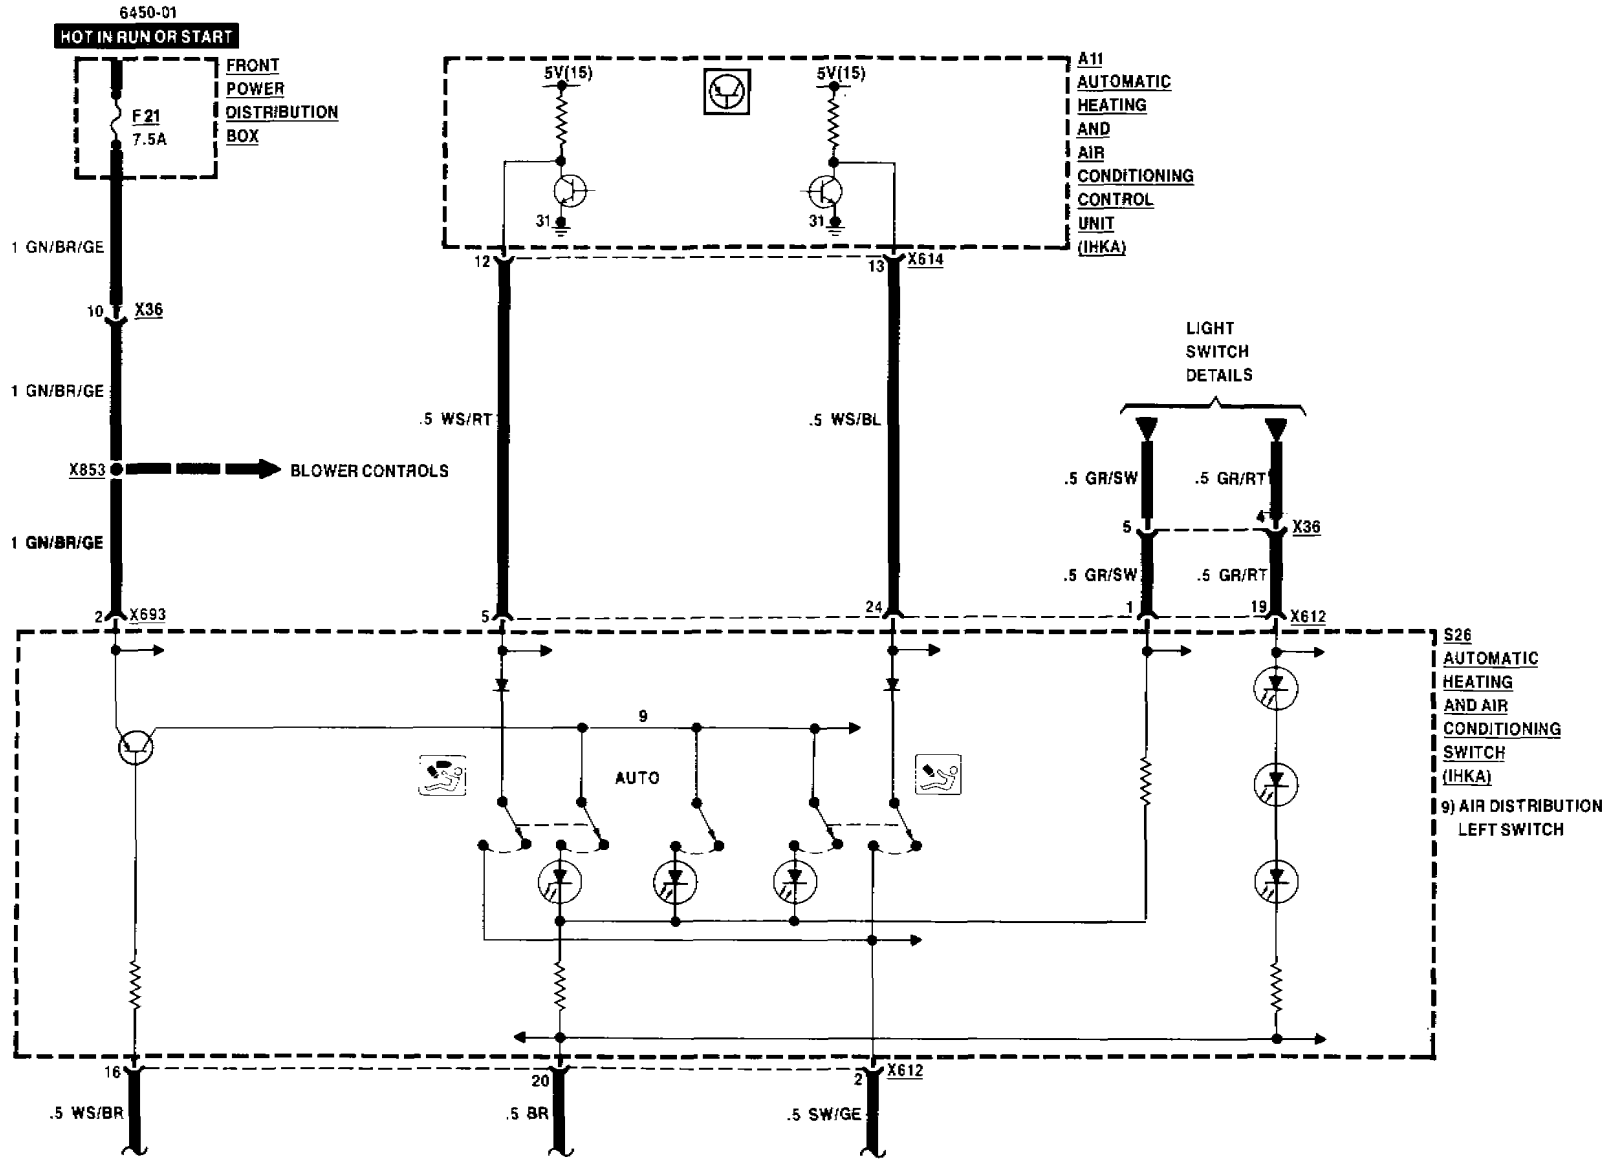 6450-01
HOT IN RUN OR START
FRONT
POWER
DISTRIBUTION
BOX
F21
7.5A
5V(15)
5V(15)
31
31
A11
AUTOMATIC
HEATING
AND
AIR
CONDITIONING
CONTROL
UNIT
(IHKA)
1 GN/BR/GE
12
13
X614
10
X36
LIGHT
SWITCH
DETAILS
1 GN/BR/GE
.5 WS/RT
.5 WS/BL
X853
BLOWER CONTROLS
.5 GR/SW
.5 GR/RT
5
4
X36
1 GN/BR/GE
.5 GR/SW
.5 GR/RT
2
X693
5
24
1
19
X612
S26
AUTOMATIC
HEATING
AND AIR
CONDITIONING
SWITCH
(IHKA)
9) AIR DISTRIBUTION
LEFT SWITCH
9
AUTO
16
20
2
X612
.5 WS/BR
.5 BR
.5 SW/GE